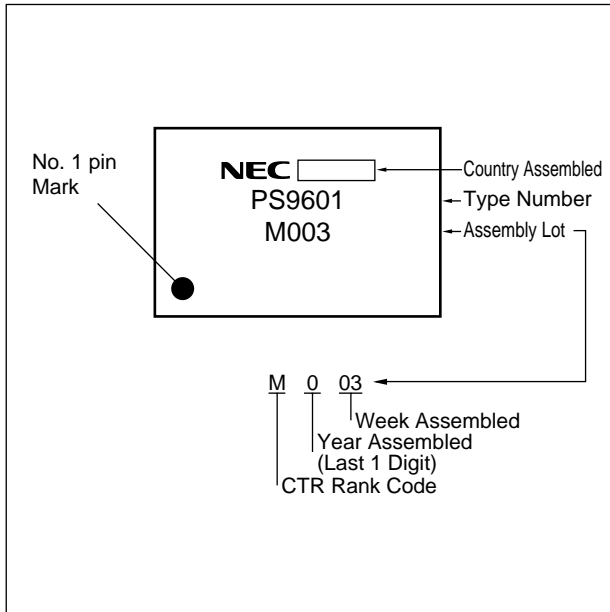 No. 1 pin
Mark
NEC
PS9601
M003
Country Assembled
Type Number
Assembly Lot
M 0 03
Week Assembled
Year Assembled
(Last 1 Digit)
CTR Rank Code